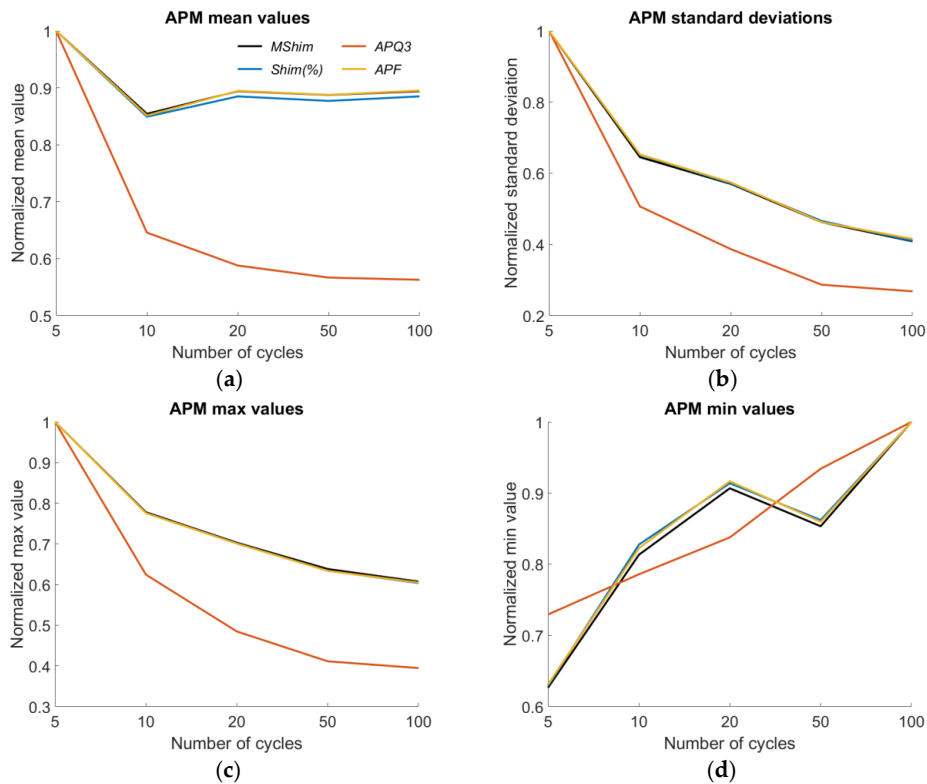 APM mean values
MShim
APQ3
Shim(%)
APF
Normalized mean value
1
0.9
0.8
0.7
0.6
0.5
5 10 20 50 100
Number of cycles
(a)
APM standard deviations
Normalized standard deviation
1
0.8
0.6
0.4
0.2
5 10 20 50 100
Number of cycles
(b)
APM max values
Normalized max value
1
0.9
0.8
0.7
0.6
0.5
0.4
0.3
5 10 20 50 100
Number of cycles
(c)
APM min values
Normalized min value
1
0.9
0.8
0.7
0.6
5 10 20 50 100
Number of cycles
(d)